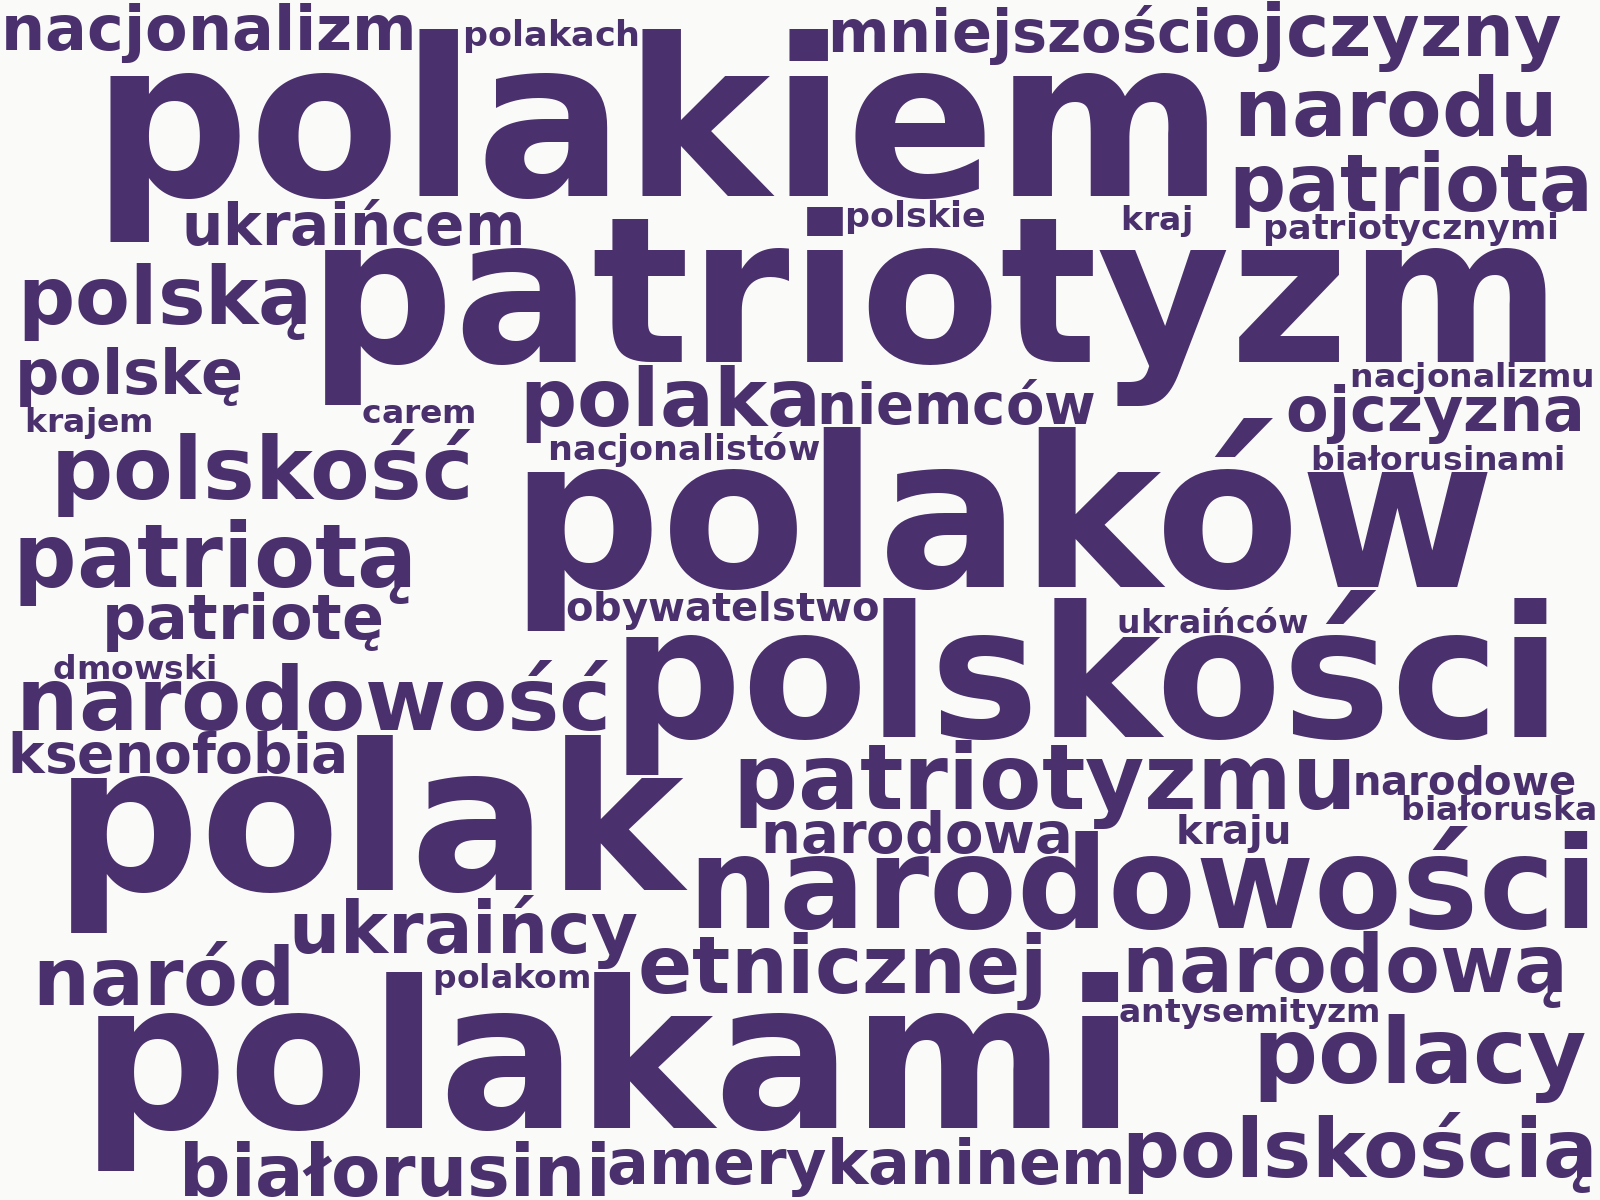 nacjonalizm polakach mniejszości ojczyzny
polakiem narodu
patriota
ukraińcem polskie kraj patriotycznymi
patriotyzm
polską
polskę polaka niemców nacjonalizmu
krajem carem ojczyzna
nacjonalistów białorusinami
polskość polaków
patriotą
patriotę obywatelstwo ukraińców
dmowski polskości
narodowość
ksenofobia patriotyzmu narodowe
polak białoruska
narodowa kraju
narodowości
ukraińcy
naród polakom etnicznej narodową
polakami antysemityzm
polacy
białorusini amerykaninem polskością